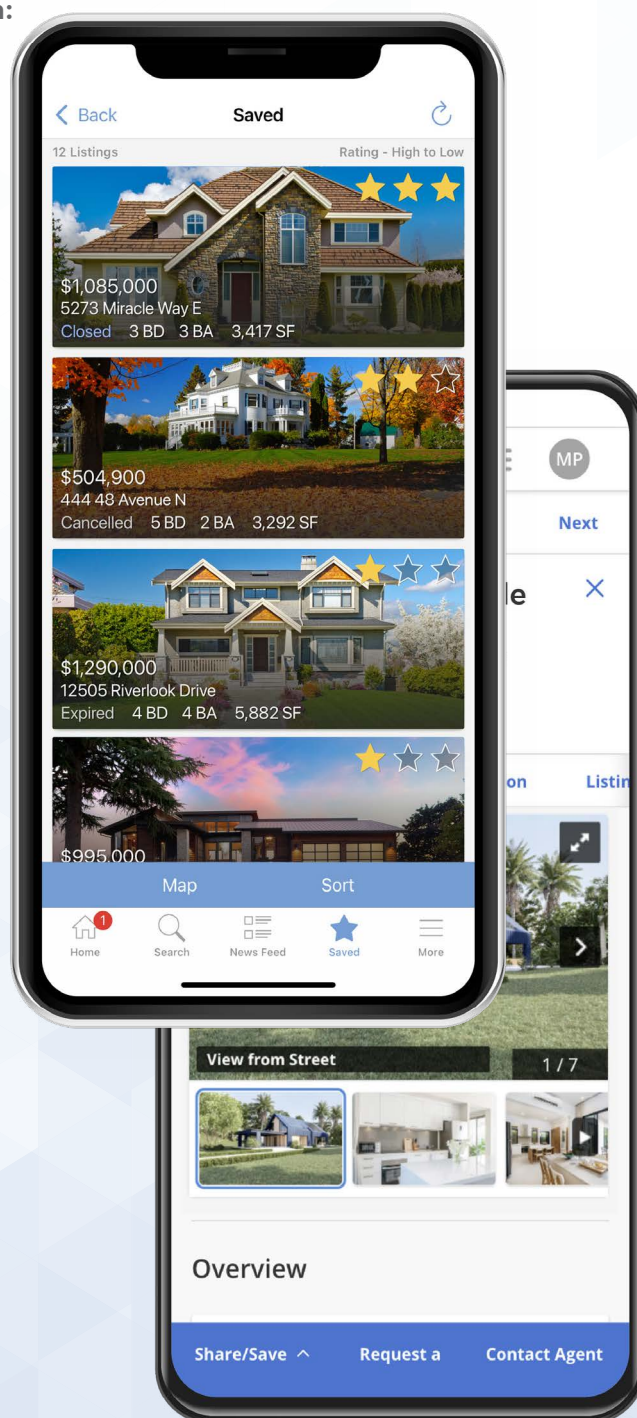 Back
Saved
12 Listings
Rating - High to Low
$1,085,000
5273 Miracle Way E
Closed 3 BD 3 BA 3,417 SF
$504,900
444 48 Avenue N
Cancelled 5 BD 2 BA 3,292 SF
$1,290,000
12505 Riverlook Drive
Expired 4 BD 4 BA 5,882 SF
$995,000
Map Sort
1
Home Search News Feed Saved More
MP
Next
View from Street
1 / 7
Overview
Share/Save Request a Contact Agent